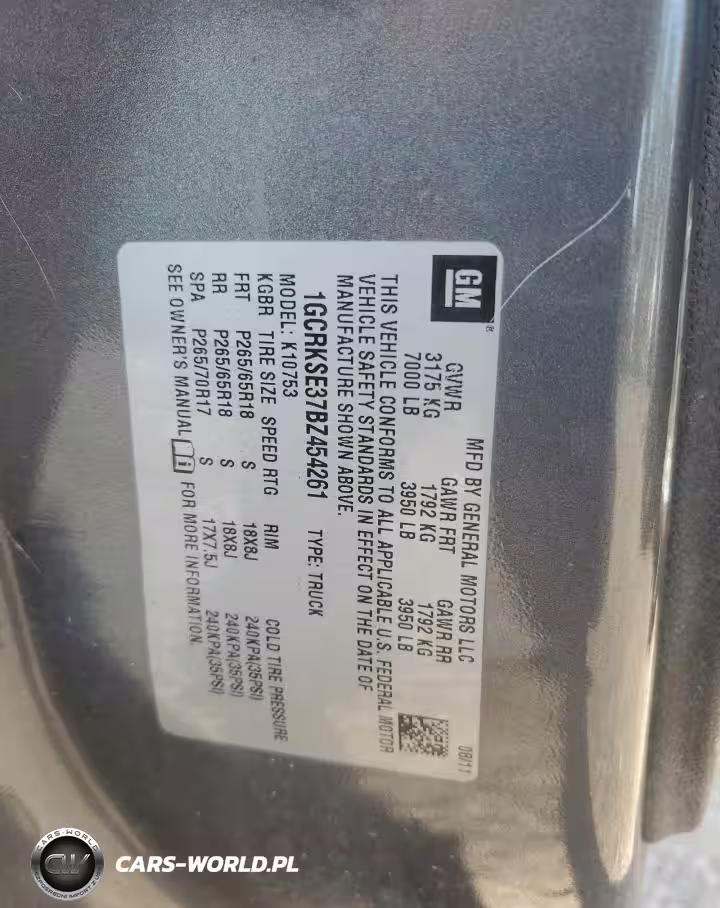 GM
MFD BY GENERAL MOTORS LLC 08/11
GVWR GAWR FRT GAWR RR
3175 KG 1792 KG 1792 KG
7000 LB 3950 LB 3950 LB
THIS VEHICLE CONFORMS TO ALL APPLICABLE U.S. FEDERAL MOTOR
VEHICLE SAFETY STANDARDS IN EFFECT ON THE DATE OF
MANUFACTURE SHOWN ABOVE.
1GCRKSE37BZ454261 TYPE: TRUCK
MODEL: K10753
KGBR TIRE SIZE SPEED RTG RIM COLD TIRE PRESSURE
FRT P265/65R18 S 18X8J 240KPA(35PSI)
RR P265/65R18 S 18X8J 240KPA(35PSI)
SPA P265/70R17 S 17X7.5J 240KPA(35PSI)
SEE OWNER'S MANUAL FOR MORE INFORMATION.
CARS-WORLD
CW
CARS-WORLD.PL